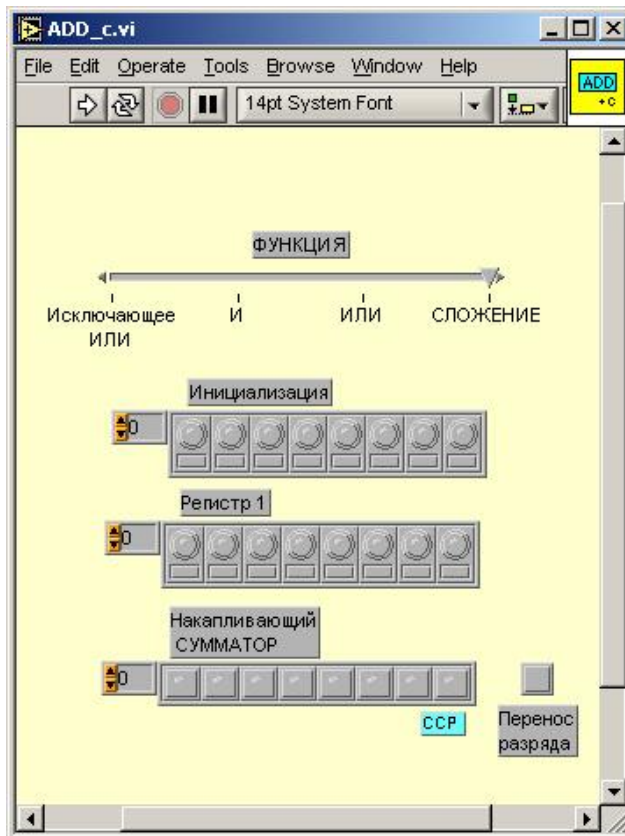 ADD_c.vi
File Edit Operate Tools Browse Window Help
14pt System Font
ADD
+C
ФУНКЦИЯ
Исключающее И ИЛИ СЛОЖЕНИЕ
ИЛИ
Инициализация
0
Регистр 1
0
Накапливающий
СУММАТОР
0
ССР Перенос
разряда